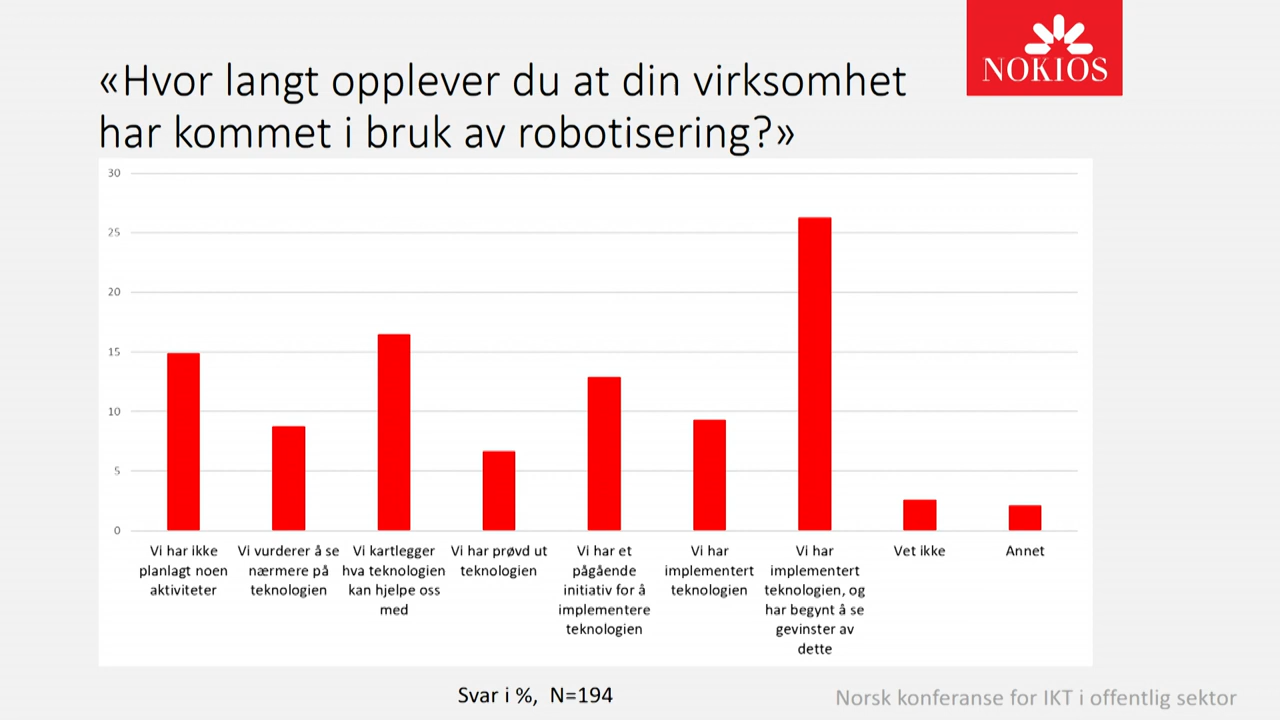 NOKIOS
«Hvor langt opplever du at din virksomhet
har kommet i bruk av robotisering?»
30
25
20
15
10
5
0
Vi har ikke
planlagt noen
aktiviteter
Vi vurderer å se
nærmere på
teknologien
Vi kartlegger
hva teknologien
kan hjelpe oss
med
Vi har prøvd ut
teknologien
Vi har et
pågående
initiativ for å
implementere
teknologien
Vi har
implementert
teknologien
Vi har
implementert
teknologien, og
har begynt å se
gevinster av
dette
Vet ikke
Annet
Svar i %, N=194
Norsk konferanse for IKT i offentlig sektor